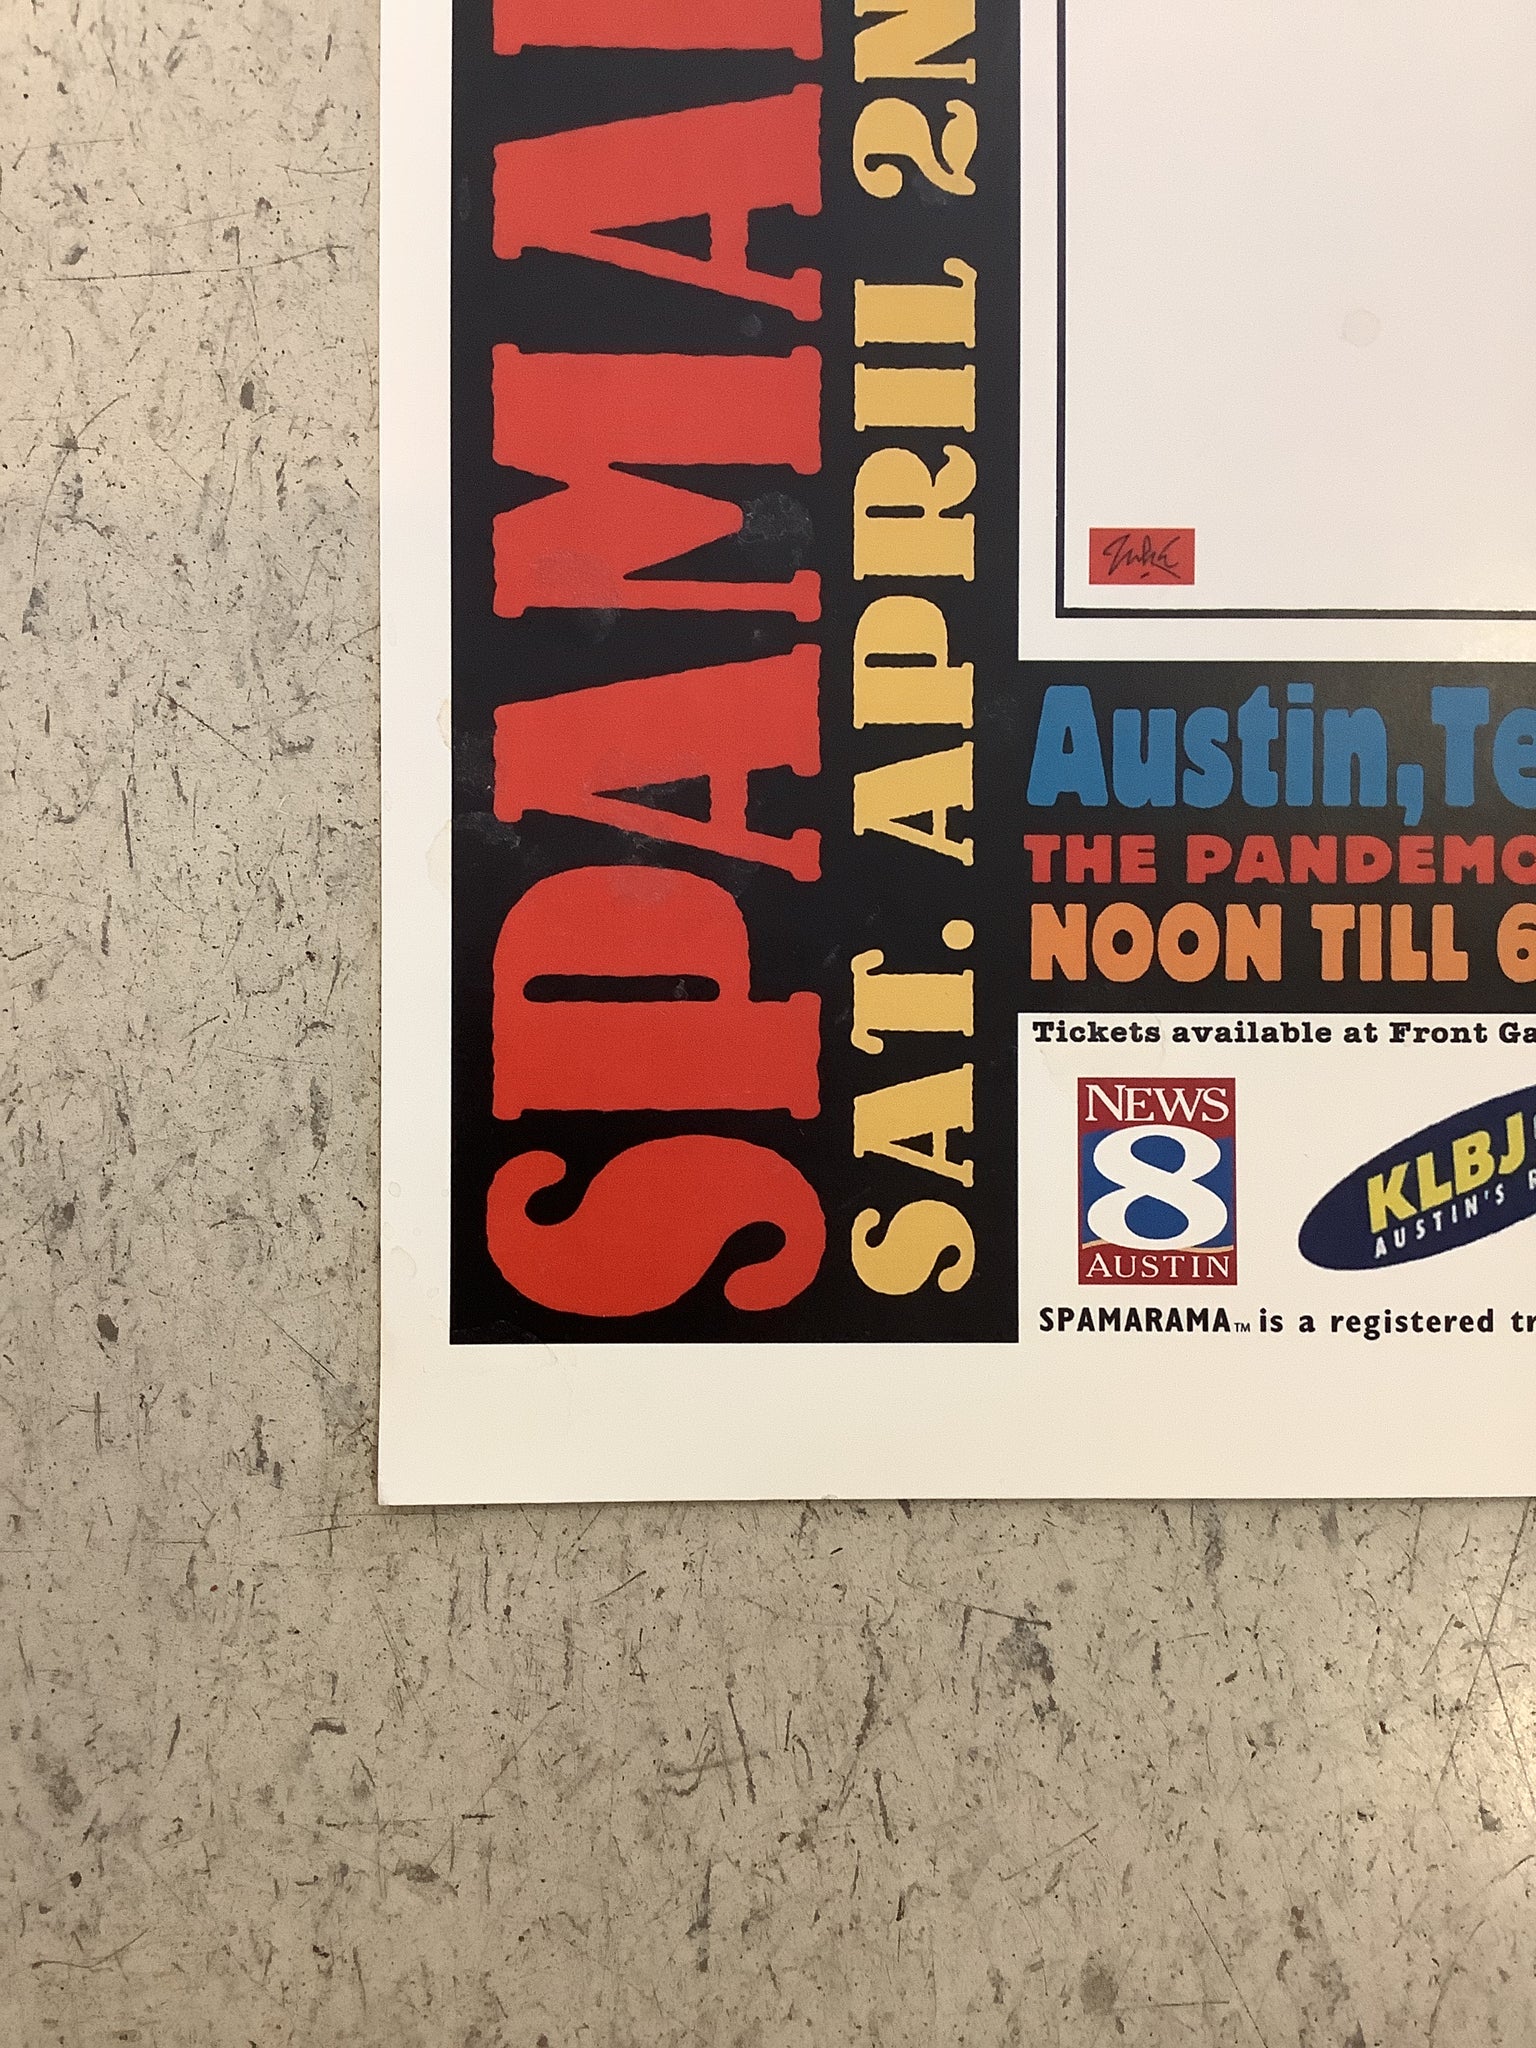 SPAMA
SAT. APRIL 2N
Austin, Te
THE PANDEMO
NOON TILL 6
Tickets available at Front Ga
NEWS
8
AUSTIN
KLBJ
AUSTIN'S R
SPAMARAMA™ is a registered tr